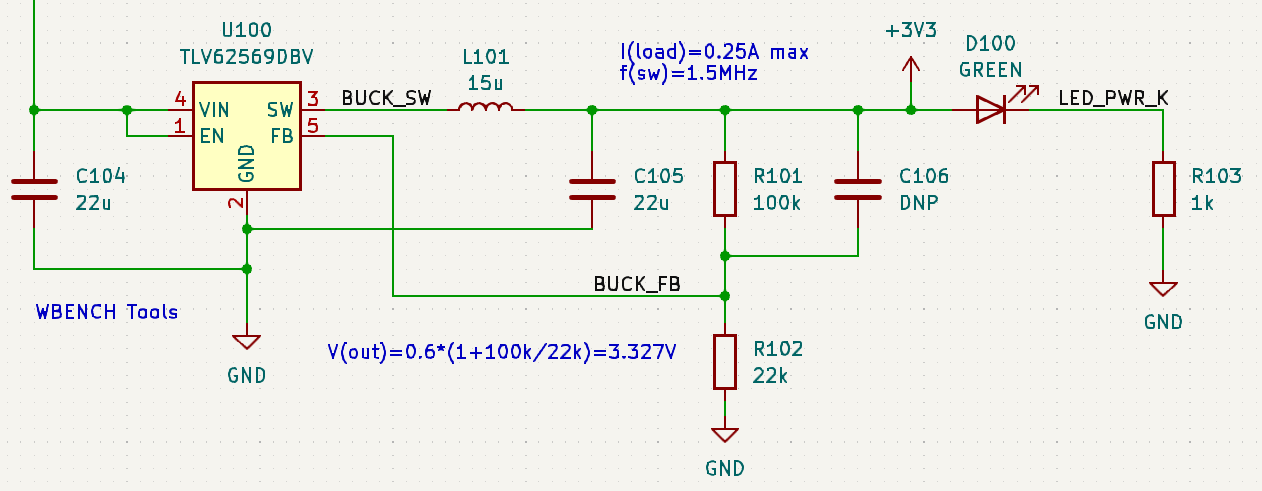 U100
TLV62569DBV
4
VIN
SW
3
BUCK_SW
1
EN
FB
5
GND
2
L101
15u
I(load)=0.25A max
f(sw)=1.5MHz
+3V3
D100
GREEN
LED_PWR_K
C104
22u
C105
22u
R101
100k
C106
DNP
R103
1k
BUCK_FB
WBENCH Tools
GND
GND
V(out)=0.6*(1+100k/22k)=3.327V
R102
22k
GND